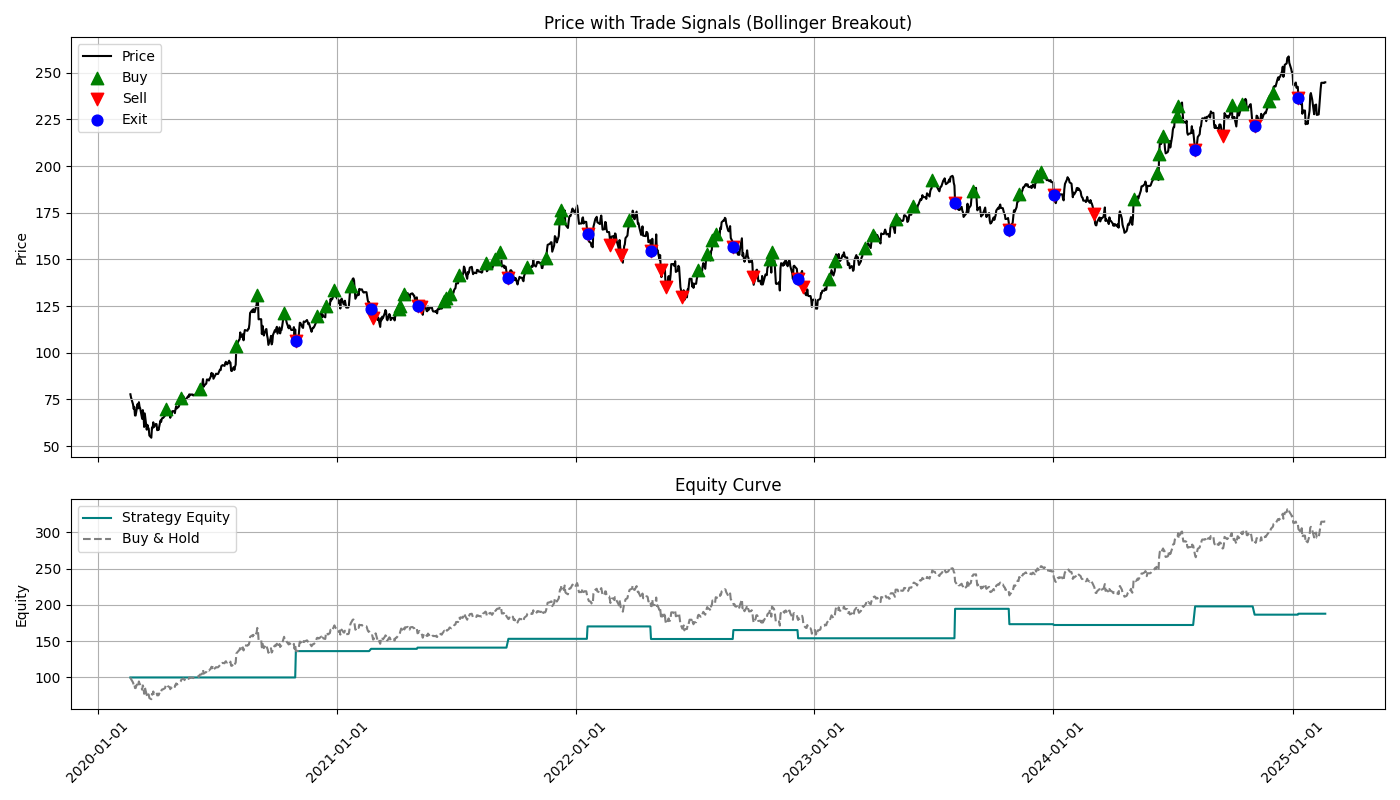 Price with Trade Signals (Bollinger Breakout)
Price
Buy
Sell
Exit
250
225
200
175
150
125
100
75
50
Price
Equity Curve
Strategy Equity
Buy & Hold
300
250
200
150
100
Equity
2020-01-01
2021-01-01
2022-01-01
2023-01-01
2024-01-01
2025-01-01